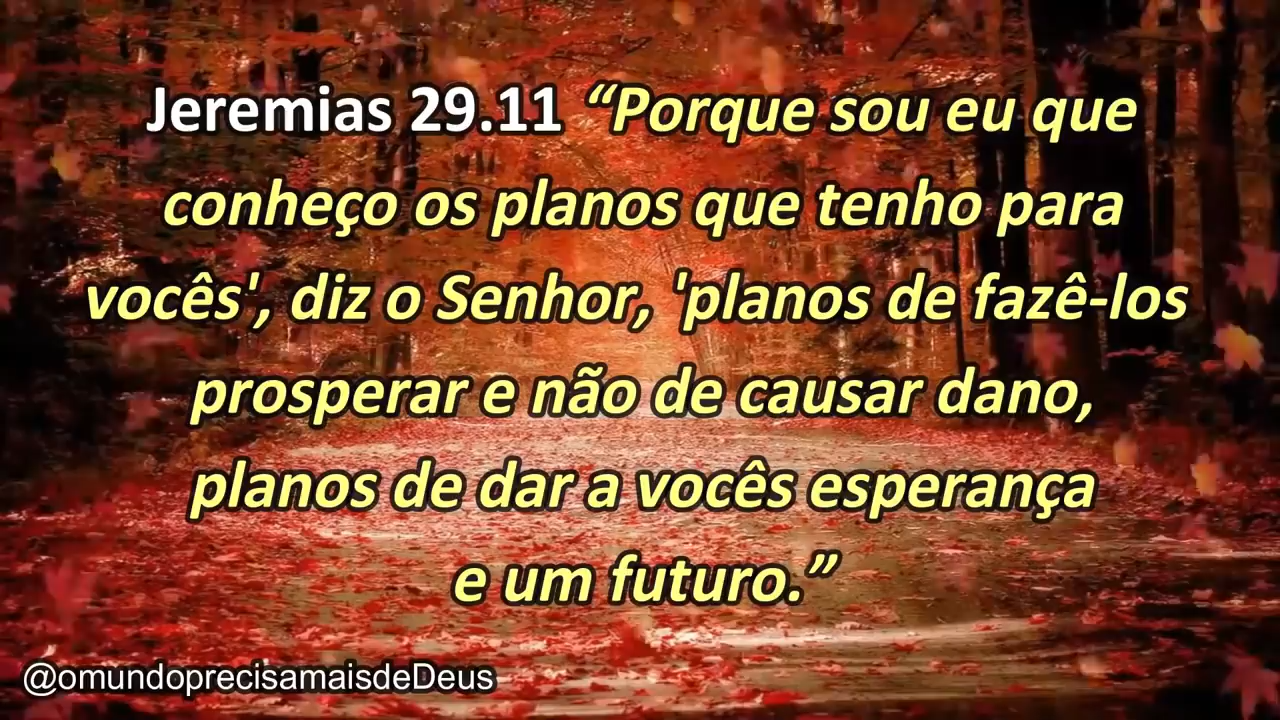 Jeremias 29.11 “Porque sou eu que
conheço os planos que tenho para
vocês', diz o Senhor, 'planos de fazê-los
prosperar e não de causar dano,
planos de dar a vocês esperança
e um futuro.”
@omundoprecisamaisdeDeus